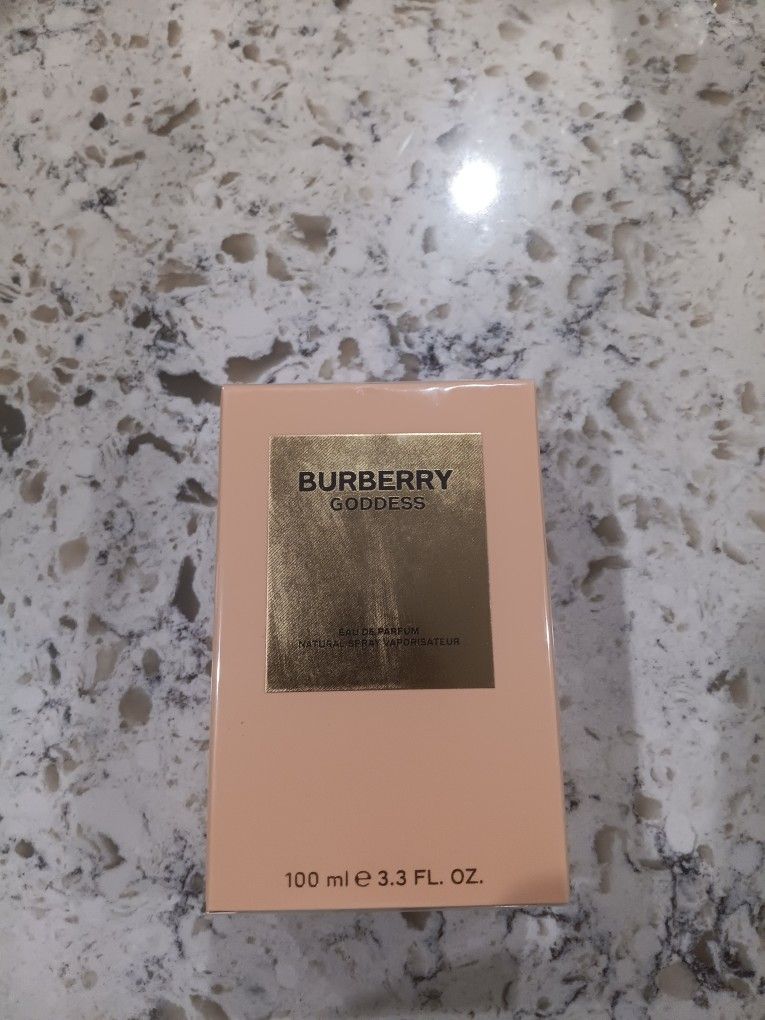 BURBERRY
GODDESS
EAU DE PARFUM
NATURAL SPRAY VAPORISATEUR
100 ml ℮ 3.3 FL. OZ.